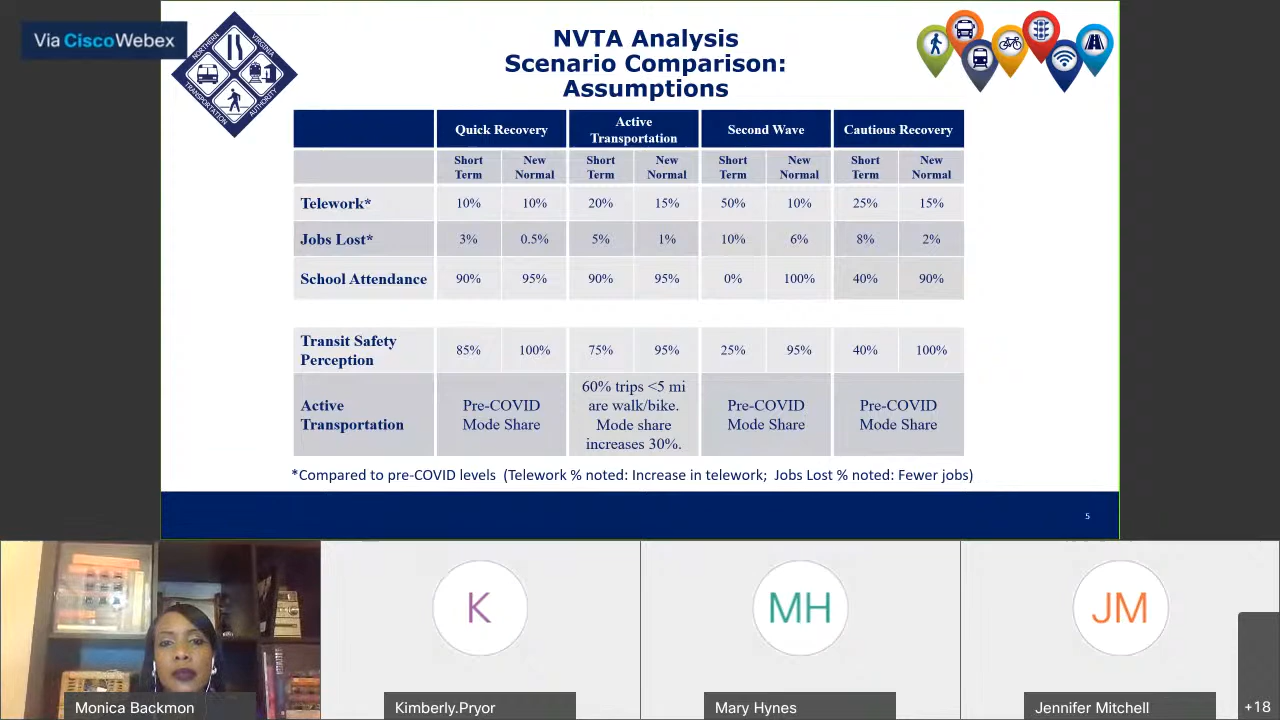 Via CiscoWebex
NORTHERN
VIRGINIA
TRANSPORTATION
AUTHORITY
NVTA Analysis
Scenario Comparison:
Assumptions
Quick Recovery
Active
Transportation
Second Wave
Cautious Recovery
Short
Term
New
Normal
Short
Term
New
Normal
Short
Term
New
Normal
Short
Term
New
Normal
Telework* 10% 10% 20% 15% 50% 10% 25% 15%
Jobs Lost* 3% 0.5% 5% 1% 10% 6% 8% 2%
School Attendance 90% 95% 90% 95% 0% 100% 40% 90%
Transit Safety
Perception
85% 100% 75% 95% 25% 95% 40% 100%
Active
Transportation
Pre-COVID
Mode Share
60% trips <5 mi
are walk/bike.
Mode share
increases 30%.
Pre-COVID
Mode Share
Pre-COVID
Mode Share
*Compared to pre-COVID levels (Telework % noted: Increase in telework; Jobs Lost % noted: Fewer jobs)
5
K
MH
JM
Monica Backmon
Kimberly.Pryor
Mary Hynes
Jennifer Mitchell
+18